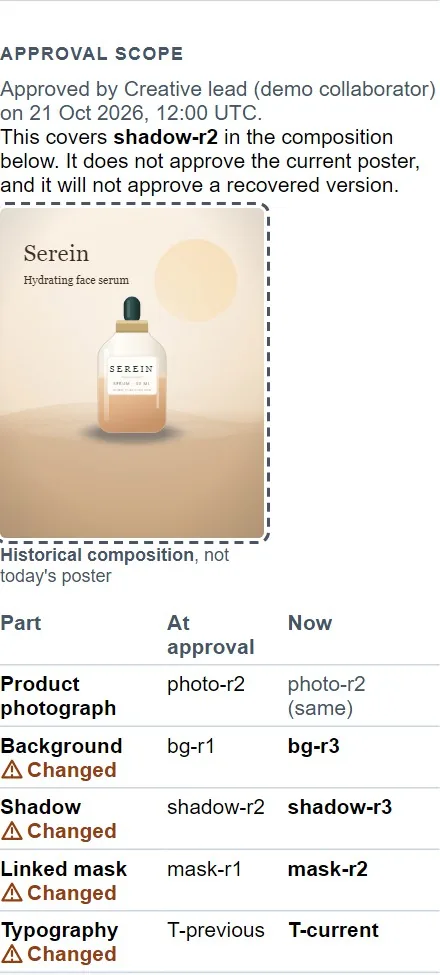 APPROVAL SCOPE
Approved by Creative lead (demo collaborator)
on 21 Oct 2026, 12:00 UTC.
This covers shadow-r2 in the composition
below. It does not approve the current poster,
and it will not approve a recovered version.
Serein
Hydrating face serum
SEREIN
Historical composition, not
today's poster
Part At approval Now
Product photograph photo-r2 photo-r2 (same)
Background bg-r1 bg-r3
Changed
Shadow shadow-r2 shadow-r3
Changed
Linked mask mask-r1 mask-r2
Changed
Typography T-previous T-current
Changed